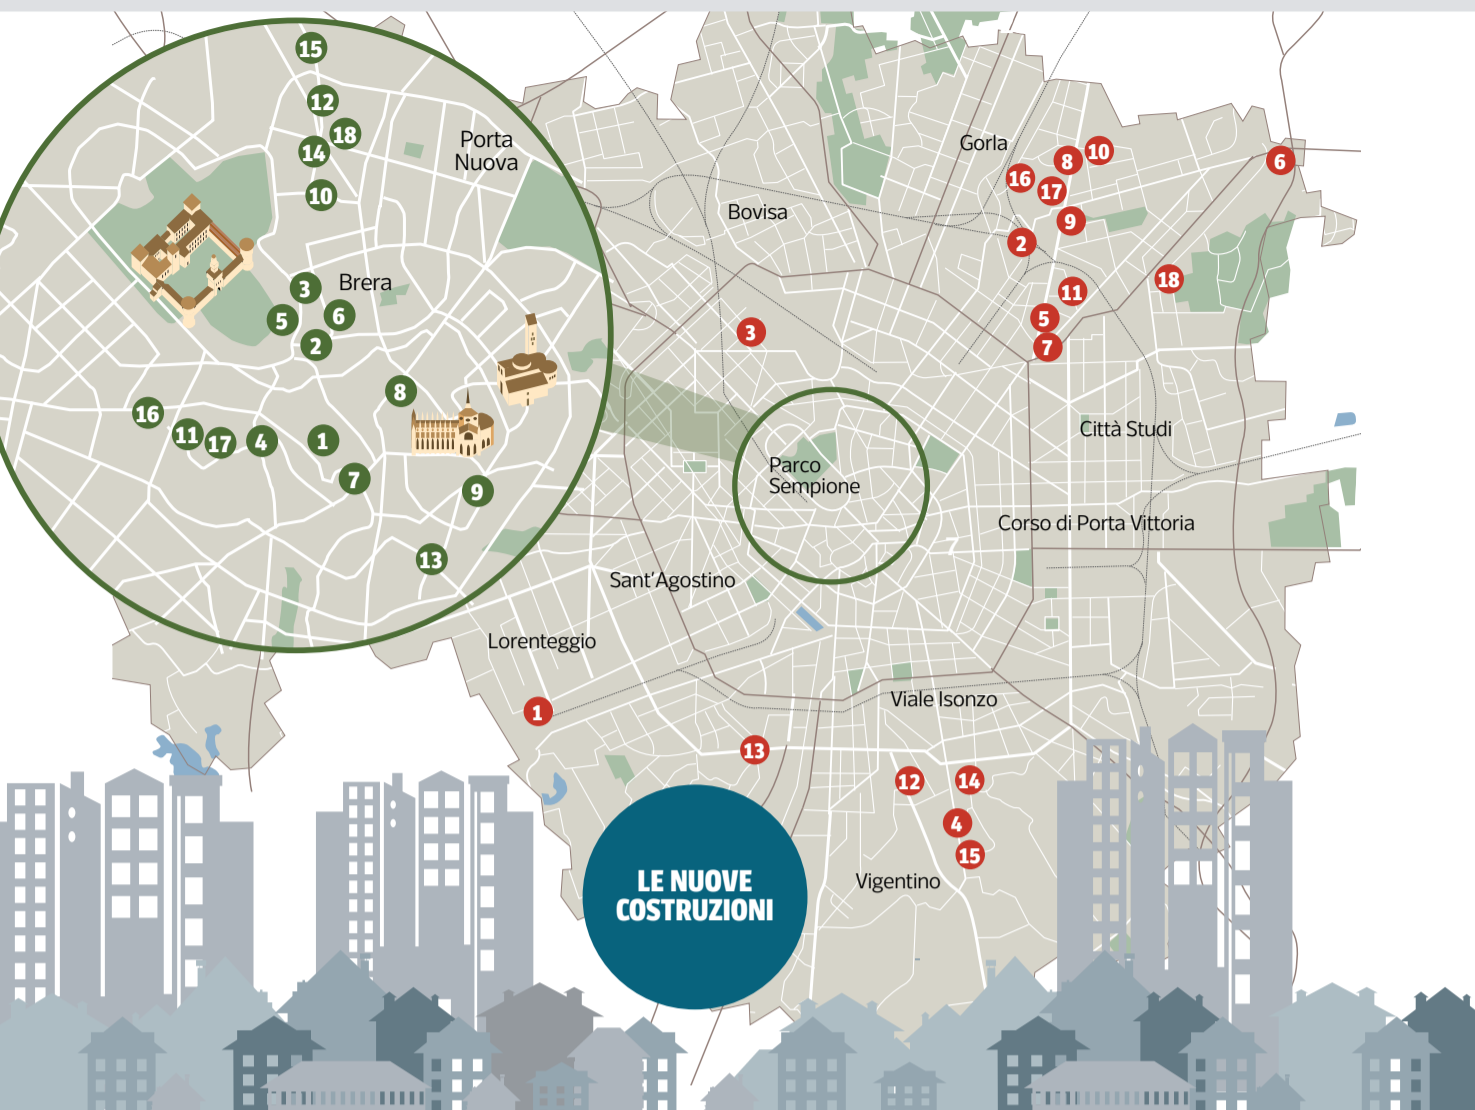 15
12
18
14
10
Porta
Nuova
3
Brera
5
6
2
8
16
11
17
4
1
7
9
13
Gorla
8
10
6
16
17
Bovisa
9
2
18
11
5
3
7
Città Studi
Parco
Sempione
Corso di Porta Vittoria
Sant'Agostino
Lorenteggio
Viale Isonzo
1
13
12
14
4
15
Vigentino
LE NUOVE
COSTRUZIONI